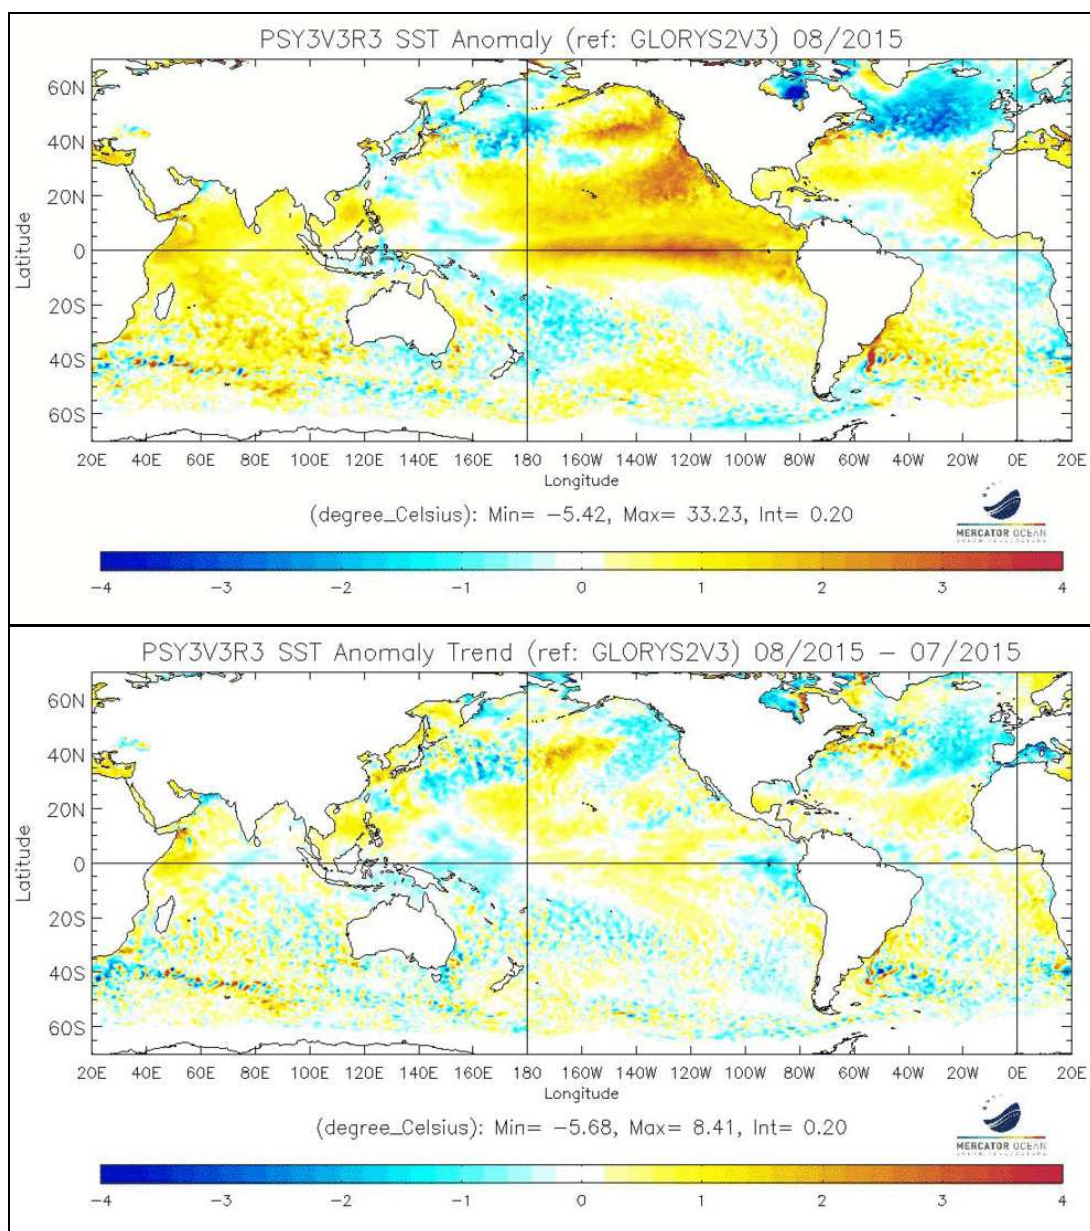 PSY3V3R3 SST Anomaly (ref: GLORYS2V3) 08/2015
60N
40N
20N
0
20S
40S
60S
Latitude
20E 40E 60E 80E 100E 120E 140E 160E 180 160W 140W 120W 100W 80W 60W 40W 20W 0E 20E
Longitude
(degree_Celsius): Min= −5.42, Max= 33.23, Int= 0.20
MERCATOR OCEAN
−4 −3 −2 −1 0 1 2 3 4
PSY3V3R3 SST Anomaly Trend (ref: GLORYS2V3) 08/2015 − 07/2015
60N
40N
20N
0
20S
40S
60S
Latitude
20E 40E 60E 80E 100E 120E 140E 160E 180 160W 140W 120W 100W 80W 60W 40W 20W 0E 20E
Longitude
(degree_Celsius): Min= −5.68, Max= 8.41, Int= 0.20
MERCATOR OCEAN
−4 −3 −2 −1 0 1 2 3 4